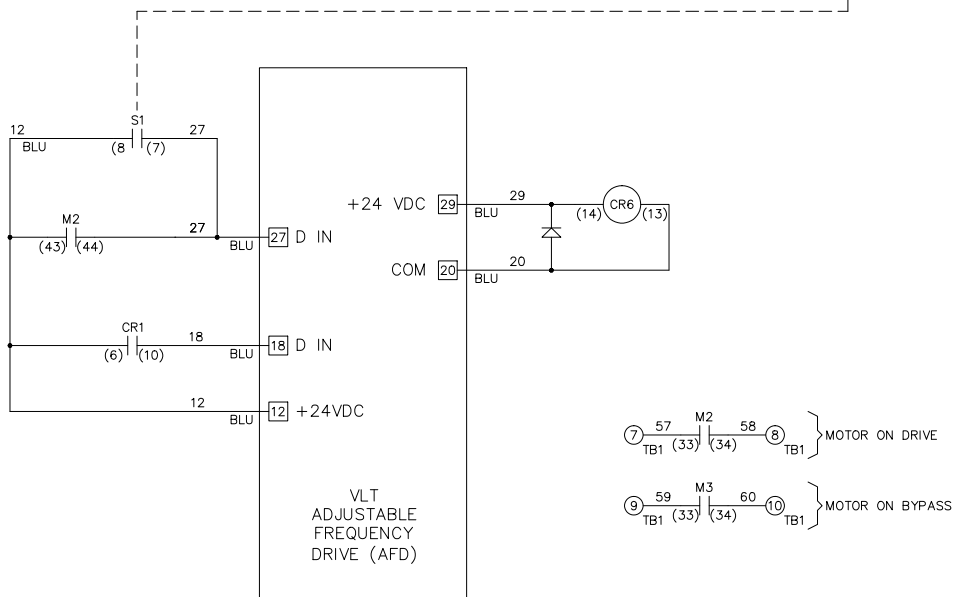 S1
12
27
BLU
(8
(7)
M2
27
(43)
(44)
BLU
27
D IN
+24 VDC
29
29
BLU
(14)
CR6
(13)
COM
20
20
BLU
CR1
18
(6)
(10)
BLU
18
D IN
12
BLU
12
+24VDC
VLT
ADJUSTABLE
FREQUENCY
DRIVE (AFD)
7
57
M2
58
8
TB1
(33)
(34)
TB1
MOTOR ON DRIVE
9
59
M3
60
10
TB1
(33)
(34)
TB1
MOTOR ON BYPASS